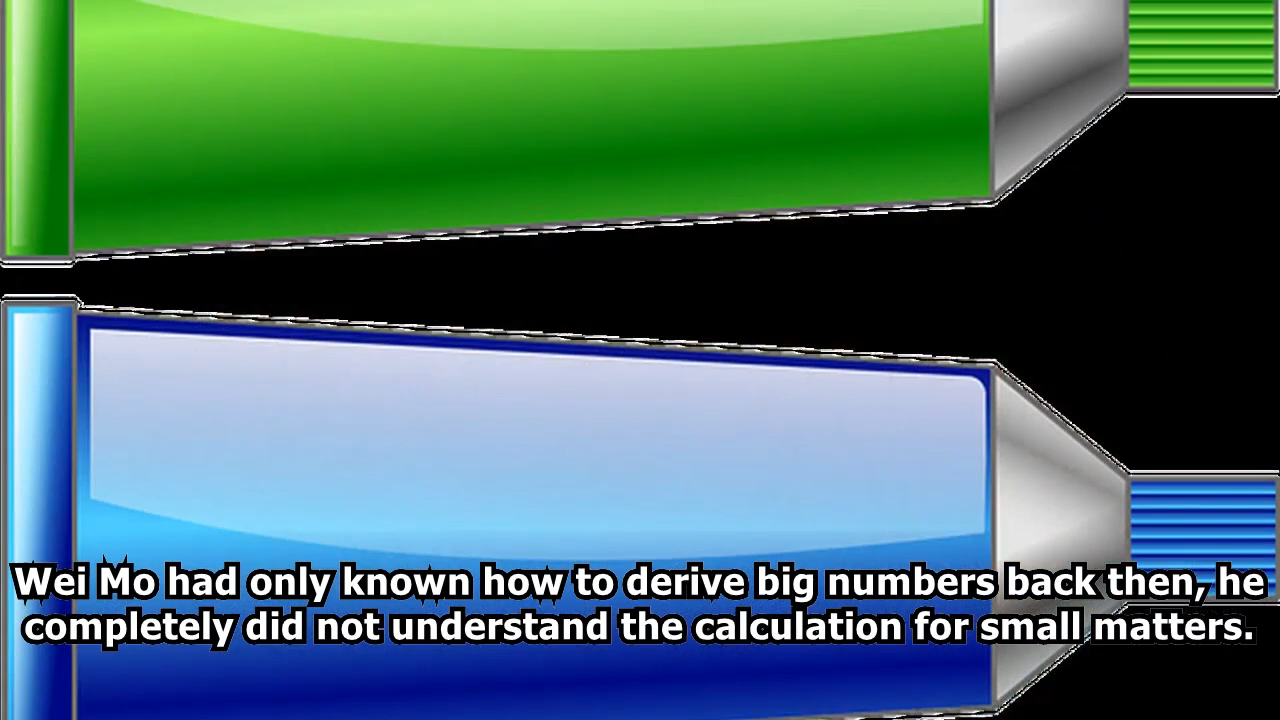 Wei Mo had only known how to derive big numbers back then, he
completely did not understand the calculation for small matters.